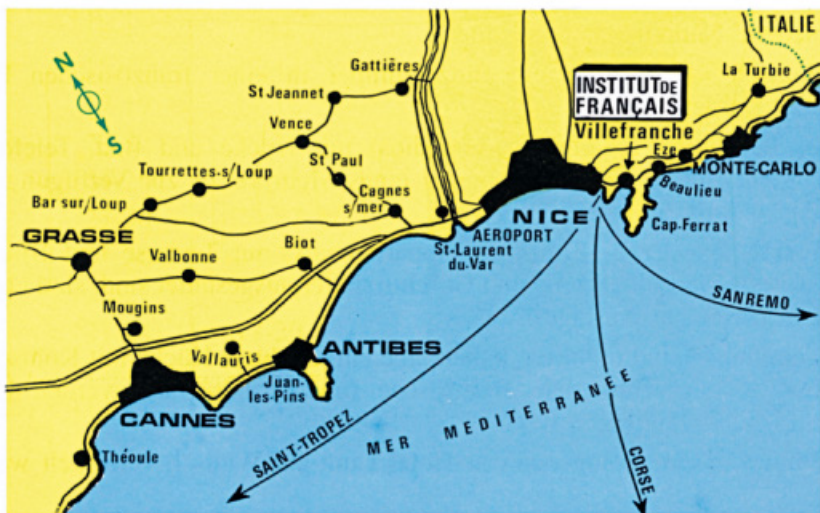 ITALIE
N
S
Gattières
La Turbie
St Jeannet
INSTITUT DE
FRANÇAIS
Vence
Villefranche
Eze
St Paul
MONTE-CARLO
Tourrettes-s/Loup
Beaulieu
Cagnes
s/mer
Bar sur/Loup
NICE
Cap-Ferrat
AEROPORT
GRASSE
St-Laurent
du-Var
Biot
Valbonne
SANREMO
Mougins
ANTIBES
Vallauris
Juan-
les-Pins
MER MEDITERRANÉE
CANNES
SAINT-TROPEZ
CORSE
Théoule